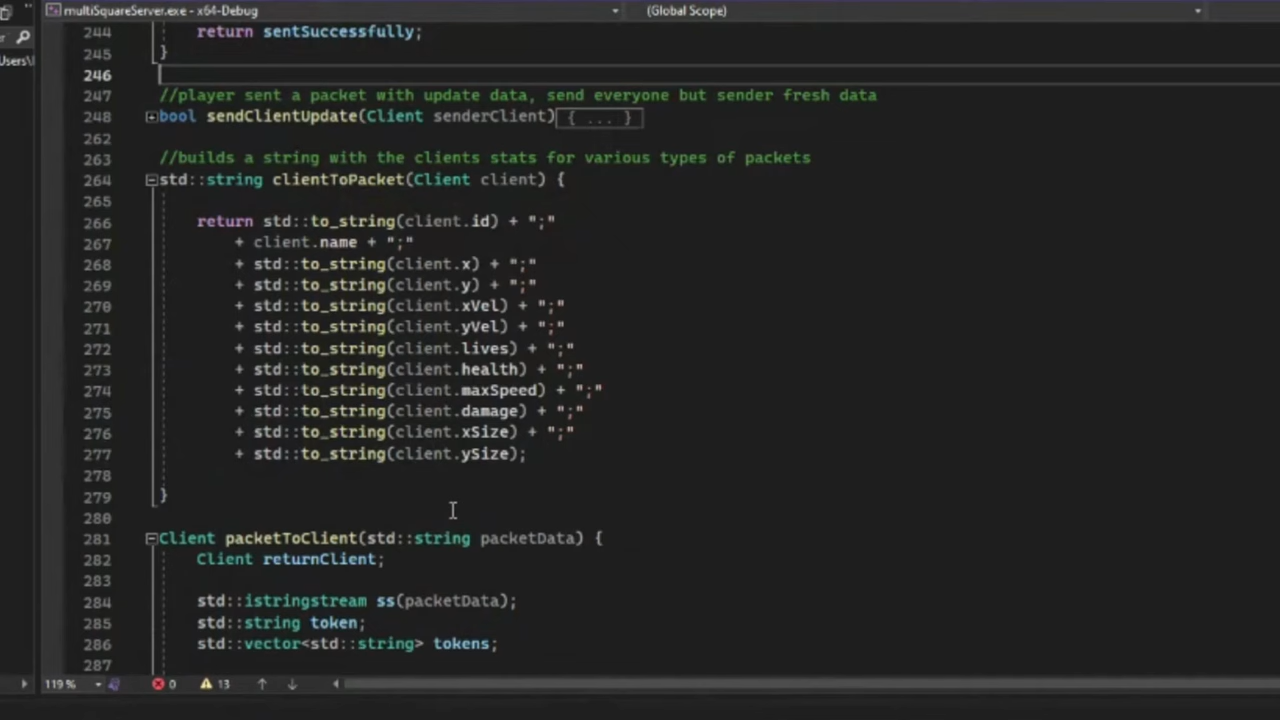 multiSquareServer.exe - x64-Debug
(Global Scope)
244 return sentSuccessfully;
245 }
246
247 //player sent a packet with update data, send everyone but sender fresh data
248 bool sendClientUpdate(Client senderClient){ ... }
262
263 //builds a string with the clients stats for various types of packets
264 std::string clientToPacket(Client client) {
265
266 return std::to_string(client.id) + ";"
267 + client.name + ";"
268 + std::to_string(client.x) + ";"
269 + std::to_string(client.y) + ";"
270 + std::to_string(client.xVel) + ";"
271 + std::to_string(client.yVel) + ";"
272 + std::to_string(client.lives) + ";"
273 + std::to_string(client.health) + ";"
274 + std::to_string(client.maxSpeed) + ";"
275 + std::to_string(client.damage) + ";"
276 + std::to_string(client.xSize) + ";"
277 + std::to_string(client.ySize);
278
279 }
280
281 Client packetToClient(std::string packetData) {
282 Client returnClient;
283
284 std::istringstream ss(packetData);
285 std::string token;
286 std::vector<std::string> tokens;
287
119 % 0 13